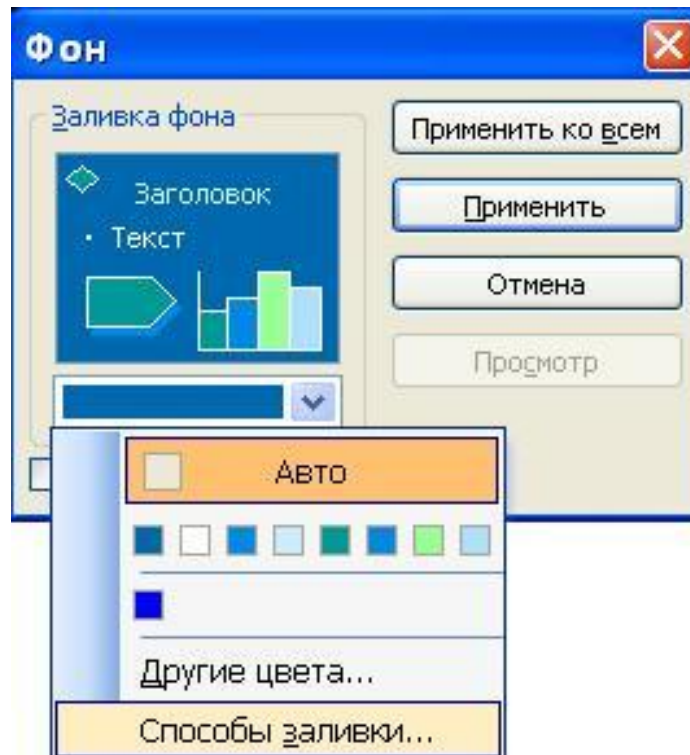 Фон
Заливка фона
Заголовок
· Текст
Применить ко всем
Применить
Отмена
Просмотр
Авто
Другие цвета...
Способы заливки...